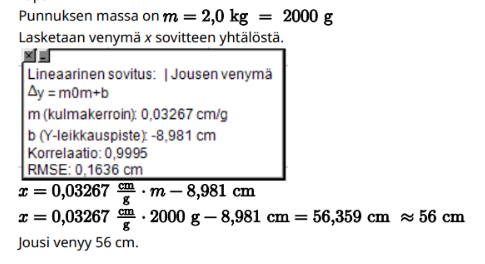 Punnuksen massa on m = 2,0 kg = 2000 g
Lasketaan venymä x sovitteen yhtälöstä.
Lineaarinen sovitus: | Jousen venymä
Δy = m0m+b
m (kulmakerroin): 0,03267 cm/g
b (Y-leikkauspiste): -8,981 cm
Korrelaatio: 0,9995
RMSE: 0,1636 cm
x = 0,03267 cm/g · m − 8,981 cm
x = 0,03267 cm/g · 2000 g − 8,981 cm = 56,359 cm ≈ 56 cm
Jousi venyy 56 cm.